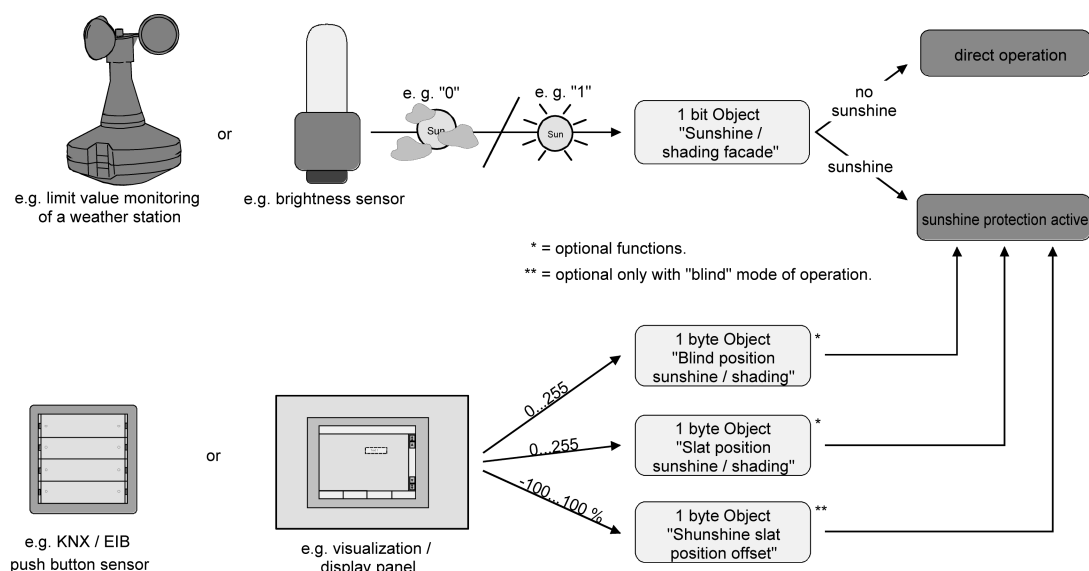 e.g. limit value monitoring
of a weather station
or
e.g. brightness sensor
e. g. "0"
Sun
e. g. "1"
Sun
1 bit Object
"Sunshine /
shading facade"
no
sunshine
direct operation
sunshine
sunshine protection active
* = optional functions.
** = optional only with "blind" mode of operation.
e.g. KNX / EIB
push button sensor
or
e.g. visualization /
display panel
0...255
1 byte Object
"Blind position
sunshine / shading"
*
0...255
1 byte Object
"Slat position
sunshine / shading"
*
-100...100 %
1 byte Object
"Shunshine slat
position offset"
**